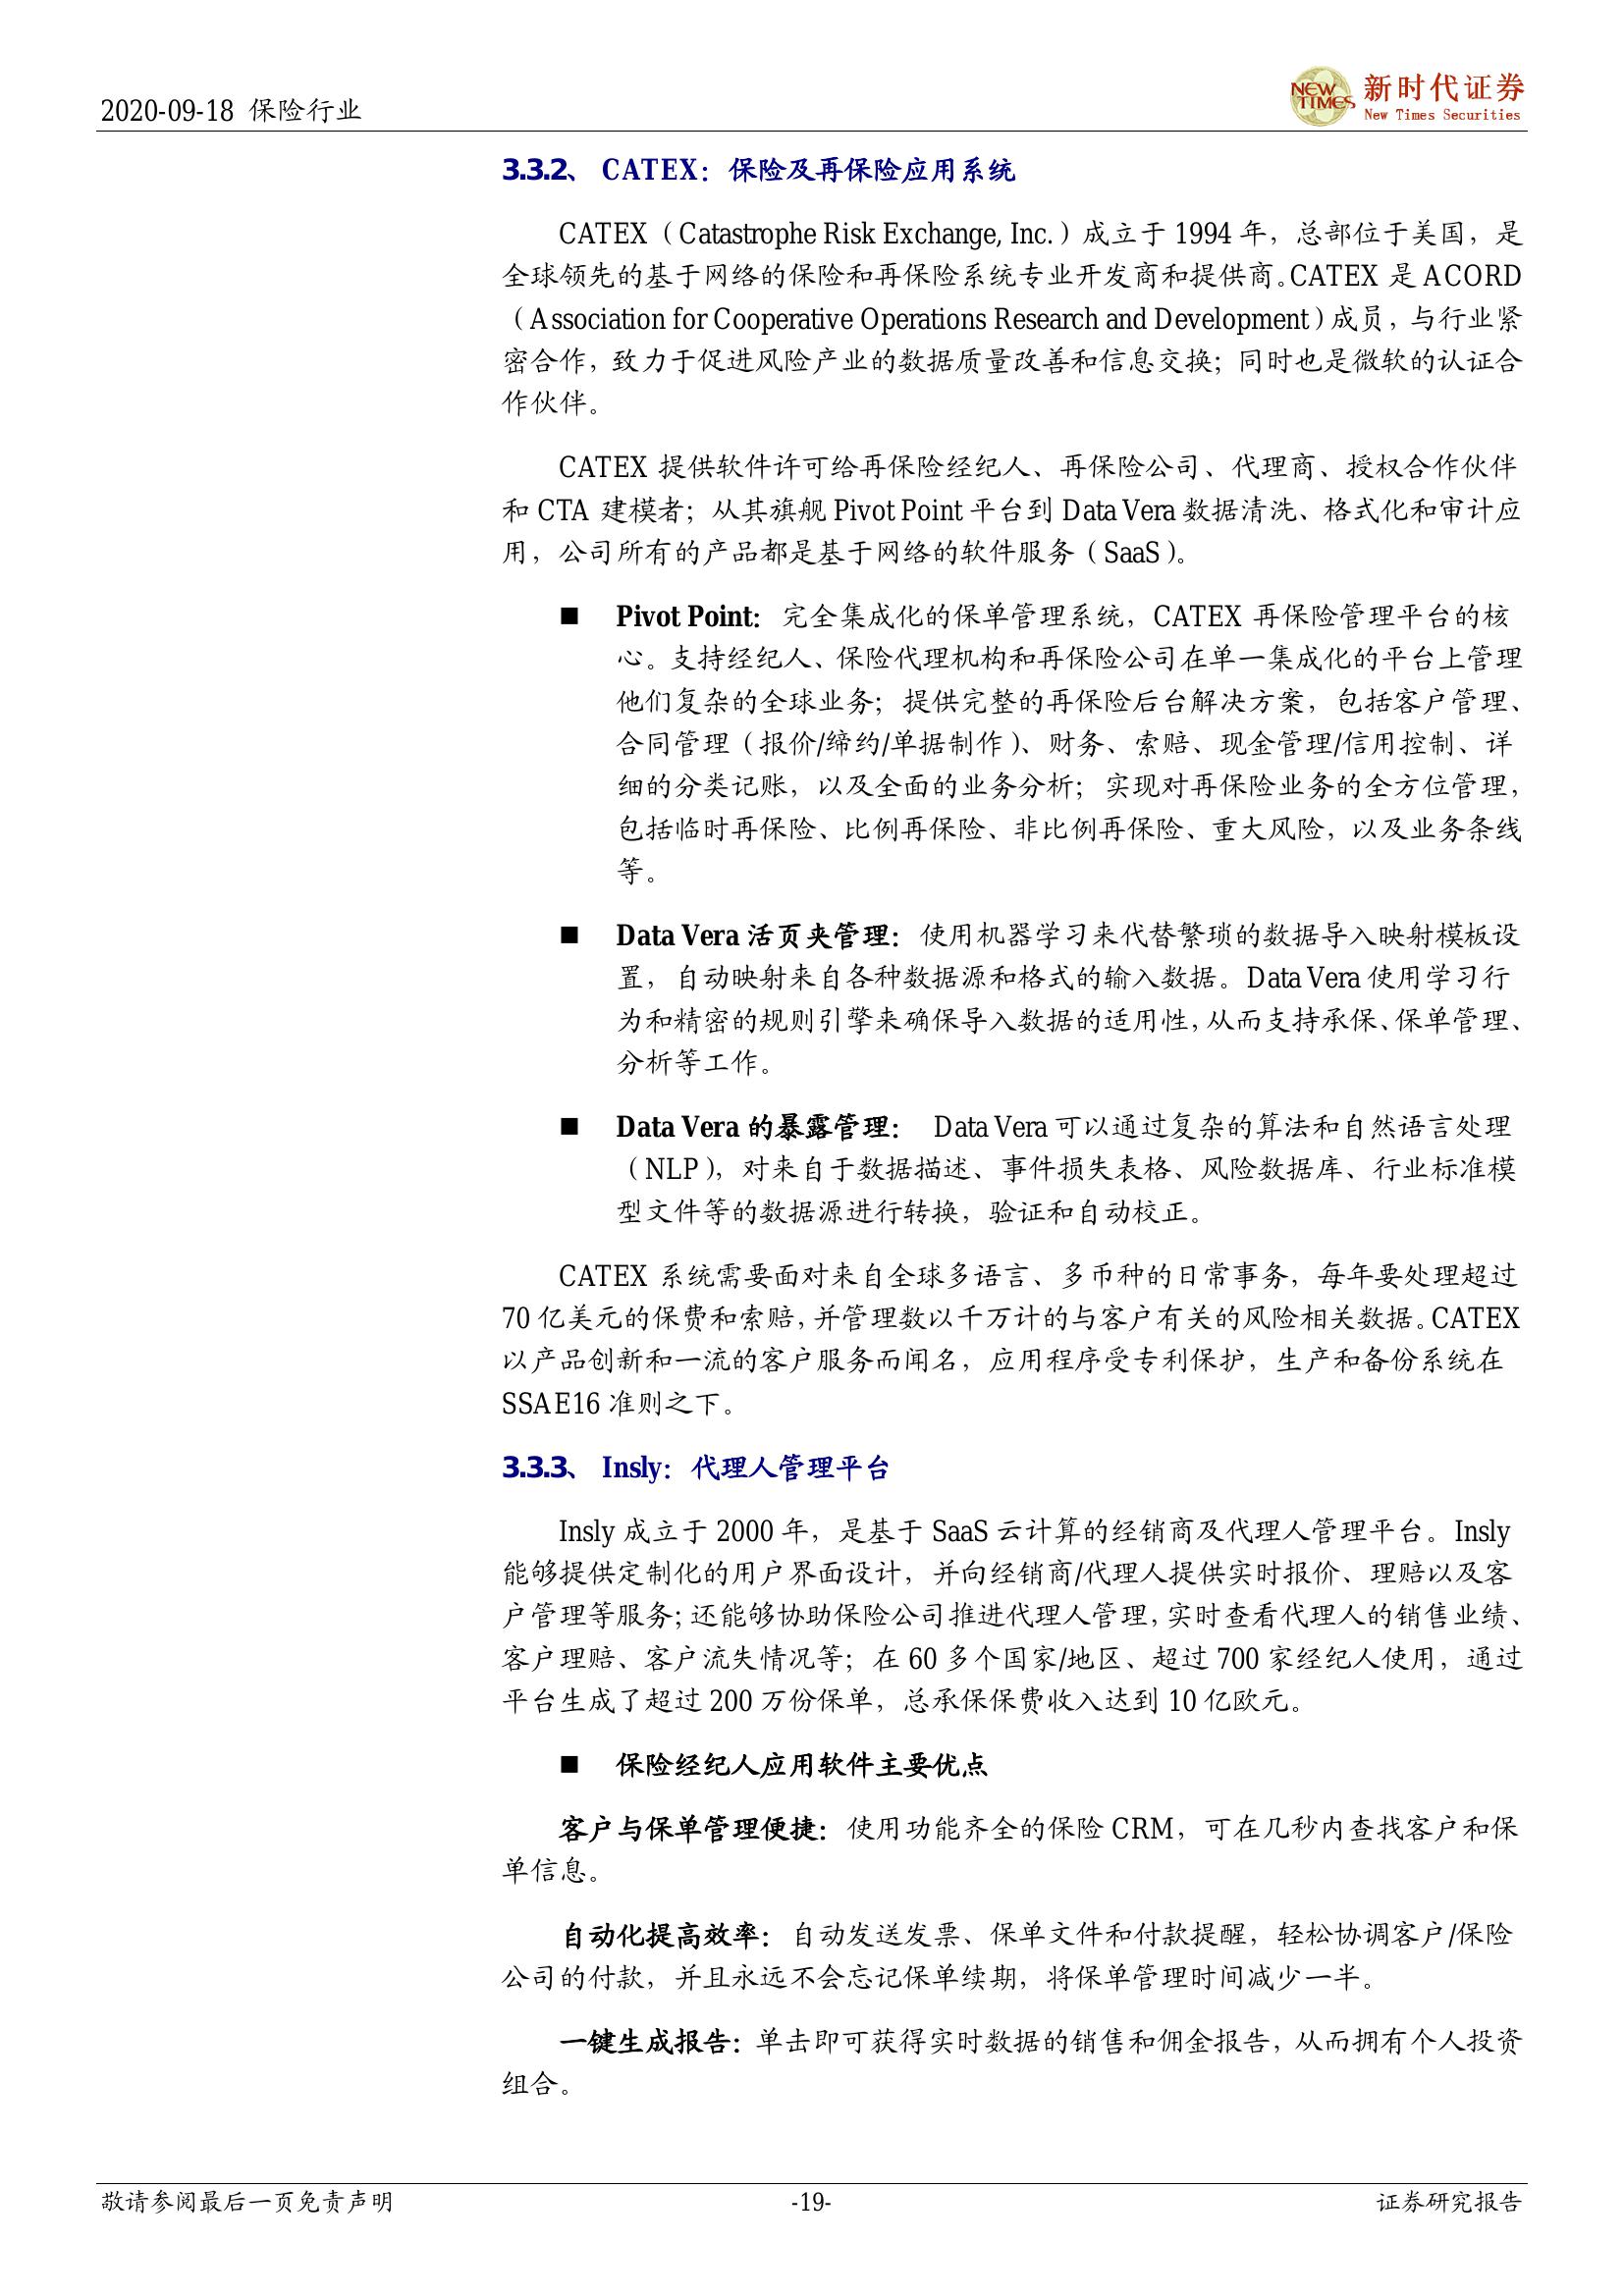 2020-09-18 保险行业
NEW TIMES
新时代证券
New Times Securities
3.3.2、 CATEX：保险及再保险应用系统
CATEX（Catastrophe Risk Exchange, Inc.）成立于 1994 年，总部位于美国，是
全球领先的基于网络的保险和再保险系统专业开发商和提供商。CATEX 是 ACORD
（Association for Cooperative Operations Research and Development）成员，与行业紧
密合作，致力于促进风险产业的数据质量改善和信息交换；同时也是微软的认证合
作伙伴。
CATEX 提供软件许可给再保险经纪人、再保险公司、代理商、授权合作伙伴
和 CTA 建模者；从其旗舰 Pivot Point 平台到 Data Vera 数据清洗、格式化和审计应
用，公司所有的产品都是基于网络的软件服务（SaaS）。
■ Pivot Point：完全集成化的保单管理系统，CATEX 再保险管理平台的核
心。支持经纪人、保险代理机构和再保险公司在单一集成化的平台上管理
他们复杂的全球业务；提供完整的再保险后台解决方案，包括客户管理、
合同管理（报价/缔约/单据制作）、财务、索赔、现金管理/信用控制、详
细的分类记账，以及全面的业务分析；实现对再保险业务的全方位管理，
包括临时再保险、比例再保险、非比例再保险、重大风险，以及业务条线
等。
■ Data Vera 活页夹管理：使用机器学习来代替繁琐的数据导入映射模板设
置，自动映射来自各种数据源和格式的输入数据。Data Vera 使用学习行
为和精密的规则引擎来确保导入数据的适用性，从而支持承保、保单管理、
分析等工作。
■ Data Vera 的暴露管理： Data Vera 可以通过复杂的算法和自然语言处理
（NLP），对来自于数据描述、事件损失表格、风险数据库、行业标准模
型文件等的数据源进行转换，验证和自动校正。
CATEX 系统需要面对来自全球多语言、多币种的日常事务，每年要处理超过
70 亿美元的保费和索赔，并管理数以千万计的与客户有关的风险相关数据。CATEX
以产品创新和一流的客户服务而闻名，应用程序受专利保护，生产和备份系统在
SSAE16 准则之下。
3.3.3、 Insly：代理人管理平台
Insly 成立于 2000 年，是基于 SaaS 云计算的经销商及代理人管理平台。Insly
能够提供定制化的用户界面设计，并向经销商/代理人提供实时报价、理赔以及客
户管理等服务；还能够协助保险公司推进代理人管理，实时查看代理人的销售业绩、
客户理赔、客户流失情况等；在 60 多个国家/地区、超过 700 家经纪人使用，通过
平台生成了超过 200 万份保单，总承保保费收入达到 10 亿欧元。
■ 保险经纪人应用软件主要优点
客户与保单管理便捷：使用功能齐全的保险 CRM，可在几秒内查找客户和保
单信息。
自动化提高效率：自动发送发票、保单文件和付款提醒，轻松协调客户/保险
公司的付款，并且永远不会忘记保单续期，将保单管理时间减少一半。
一键生成报告：单击即可获得实时数据的销售和佣金报告，从而拥有个人投资
组合。
敬请参阅最后一页免责声明
-19-
证券研究报告